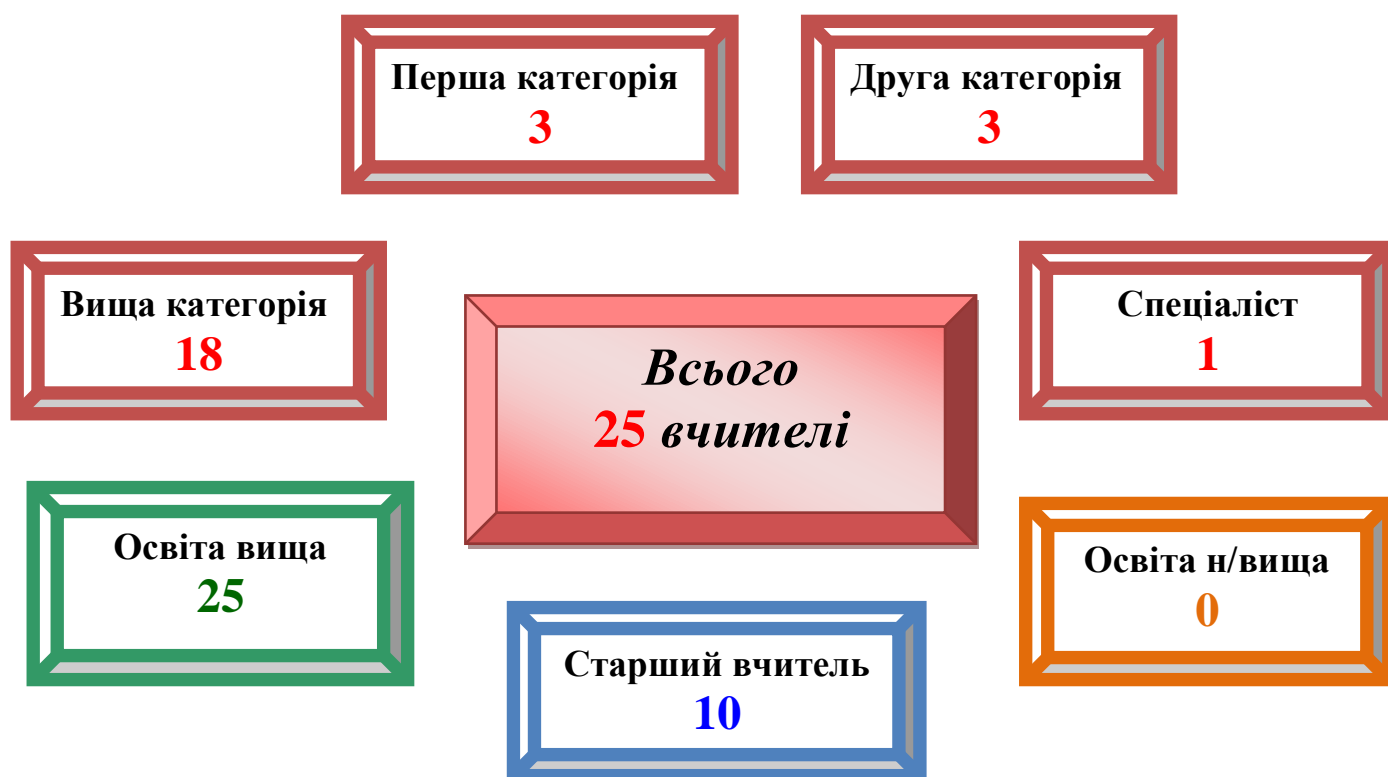 Перша категорія
3
Друга категорія
3
Вища категорія
18
Всього
25 вчителі
Спеціаліст
1
Освіта вища
25
Старший вчитель
10
Освіта н/вища
0